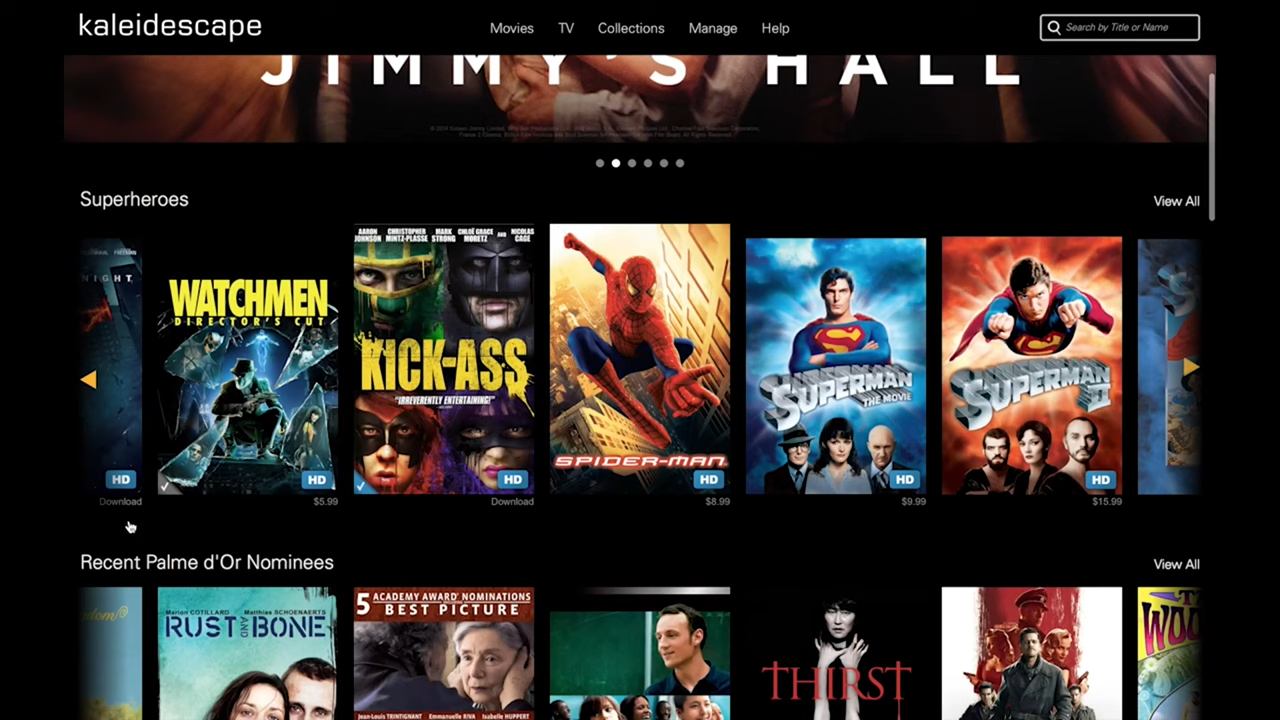 kaleidescape
Movies TV Collections Manage Help
Search by Title or Name
JIMMY'S HALL
Superheroes
View All
NIGHT
HD
Download
WATCHMEN
DIRECTOR'S CUT
HD
$5.99
AARON JOHNSON CHRISTOPHER MINTZ-PLASSE MARK STRONG CHLOË GRACE MORETZ AND NICOLAS CAGE
KICK-ASS
"IRREVERENTLY ENTERTAINING!"
HD
Download
SPIDER-MAN
HD
$8.99
SUPERMAN
THE MOVIE
HD
$9.99
SUPERMAN
II
HD
$15.99
Recent Palme d'Or Nominees
View All
Marion COTILLARD Matthias SCHOENAERTS
RUST AND BONE
5 ACADEMY AWARD® NOMINATIONS
BEST PICTURE
Jean-Louis TRINTIGNANT Emmanuelle RIVA Isabelle HUPPERT
THIRST